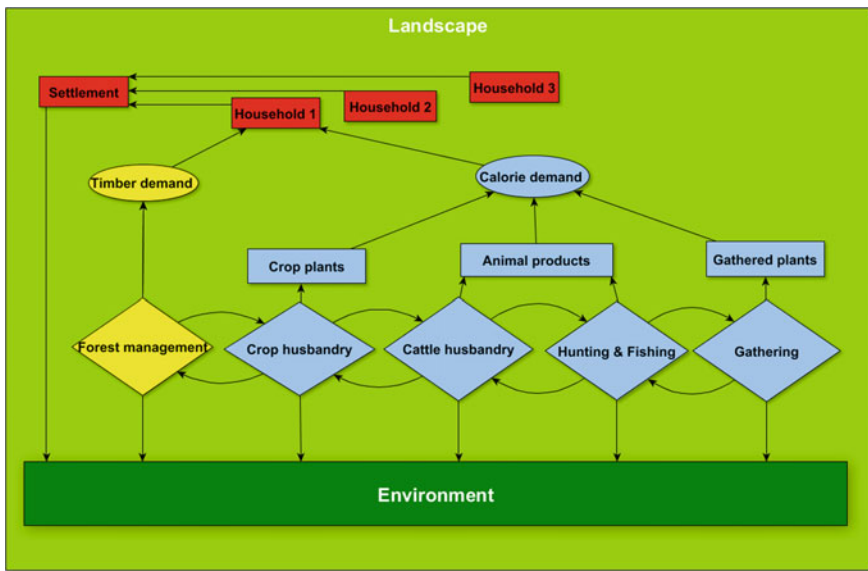 Landscape
Household 3
Settlement
Household 2
Household 1
Timber demand
Calorie demand
Crop plants
Animal products
Gathered plants
Forest management
Crop husbandry
Cattle husbandry
Hunting & Fishing
Gathering
Environment